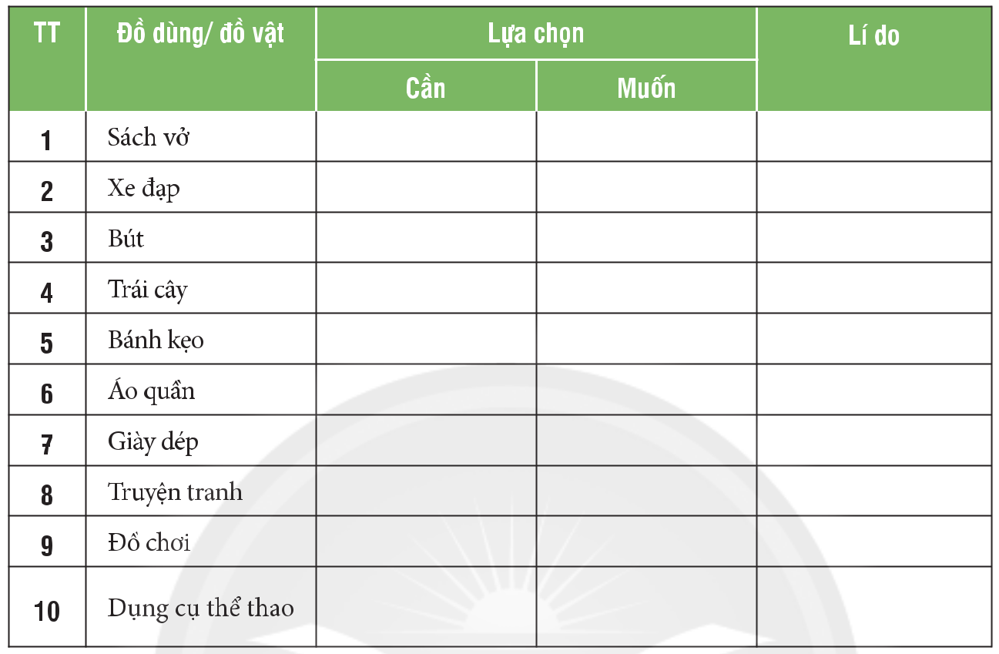 TT Đồ dùng/ đồ vật Lựa chọn Lí do
Cần Muốn
1 Sách vở
2 Xe đạp
3 Bút
4 Trái cây
5 Bánh kẹo
6 Áo quần
7 Giày dép
8 Truyện tranh
9 Đồ chơi
10 Dụng cụ thể thao